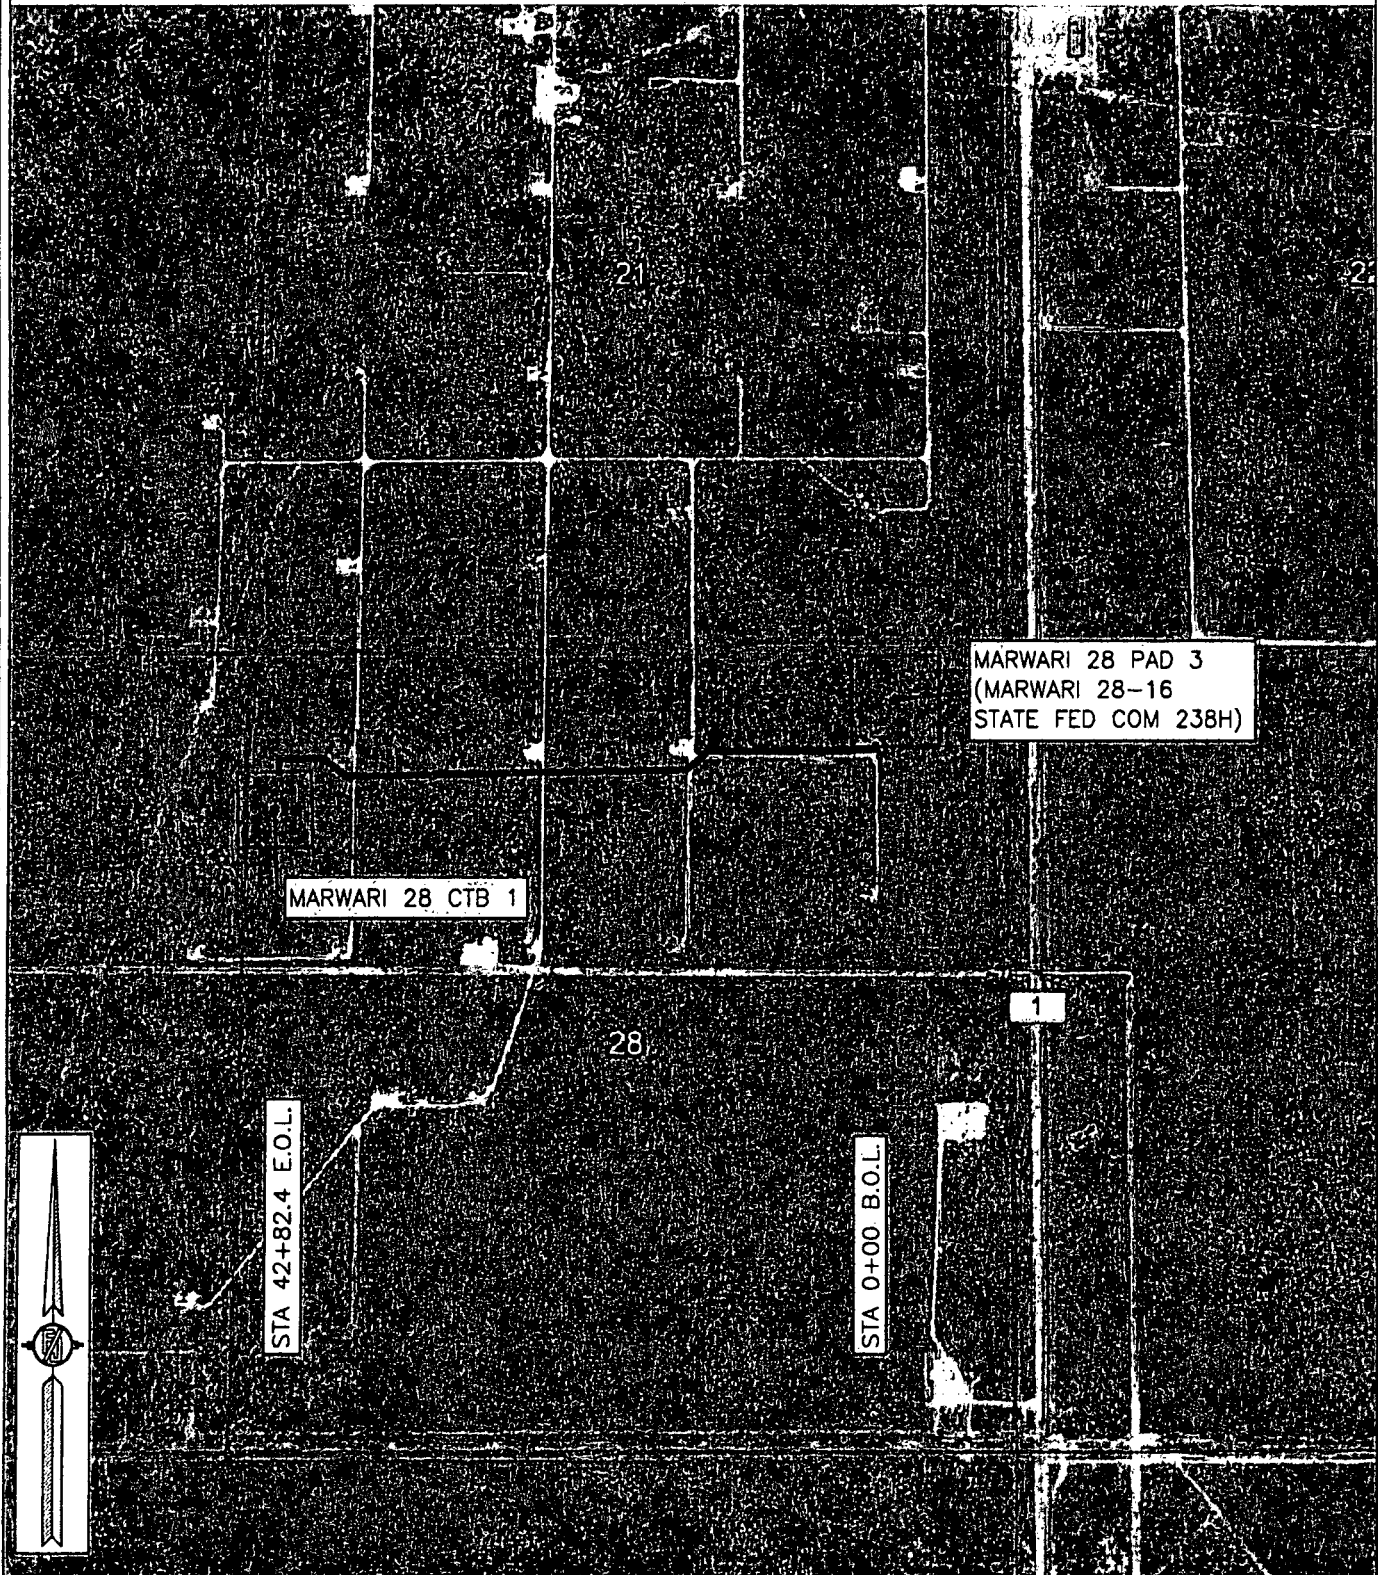 21
22
MARWARI 28 PAD 3
(MARWARI 28-16
STATE FED COM 238H)
MARWARI 28 CTB 1
1
28
STA 42+82.4 E.O.L.
STA 0+00 B.O.L.